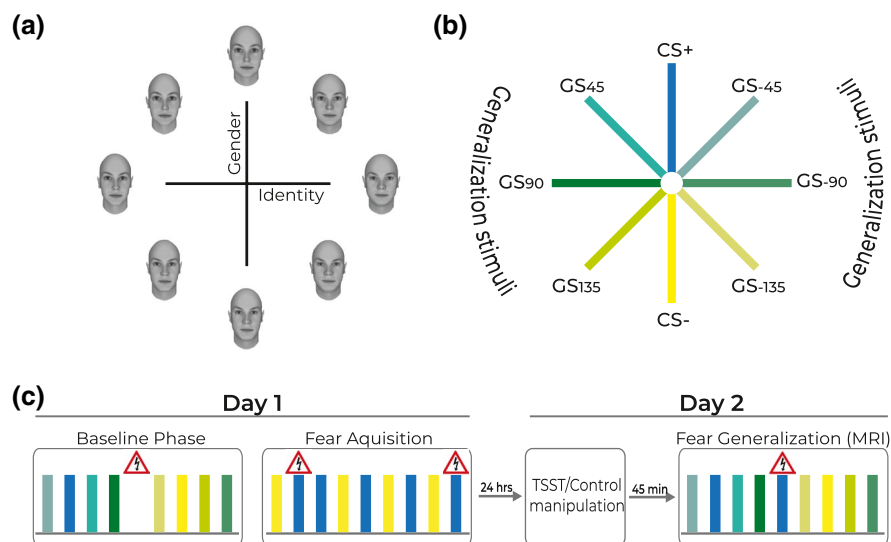 (a)
Gender
Identity
(b)
CS+
GS45
GS-45
GS90
GS-90
GS135
GS-135
CS-
Generalization stimuli
Generalization stimuli
(c)
Day 1
Day 2
Baseline Phase
Fear Aquisition
Fear Generalization (MRI)
24 hrs
TSST/Control
manipulation
45 min